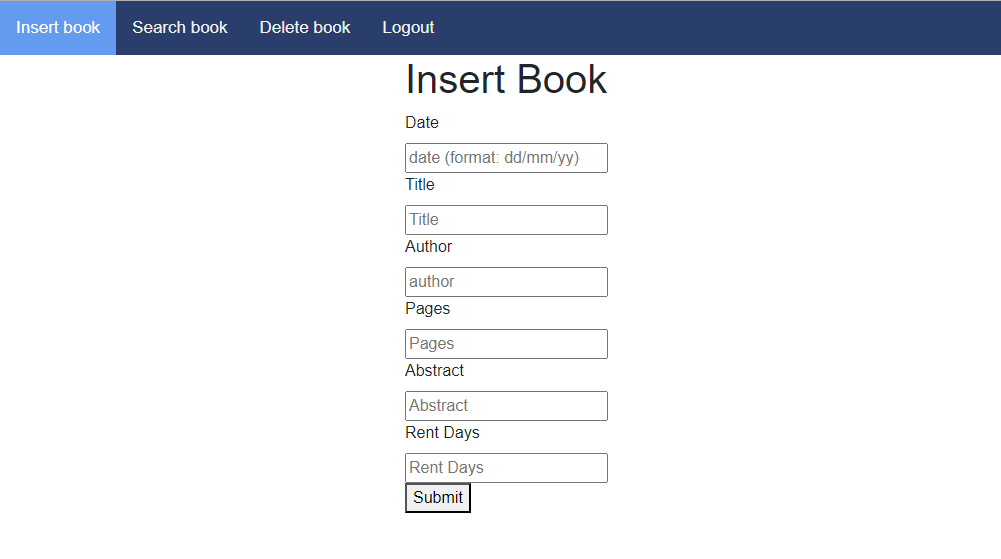 Insert book Search book Delete book Logout
Insert Book
Date
date (format: dd/mm/yy)
Title
Title
Author
author
Pages
Pages
Abstract
Abstract
Rent Days
Rent Days
Submit